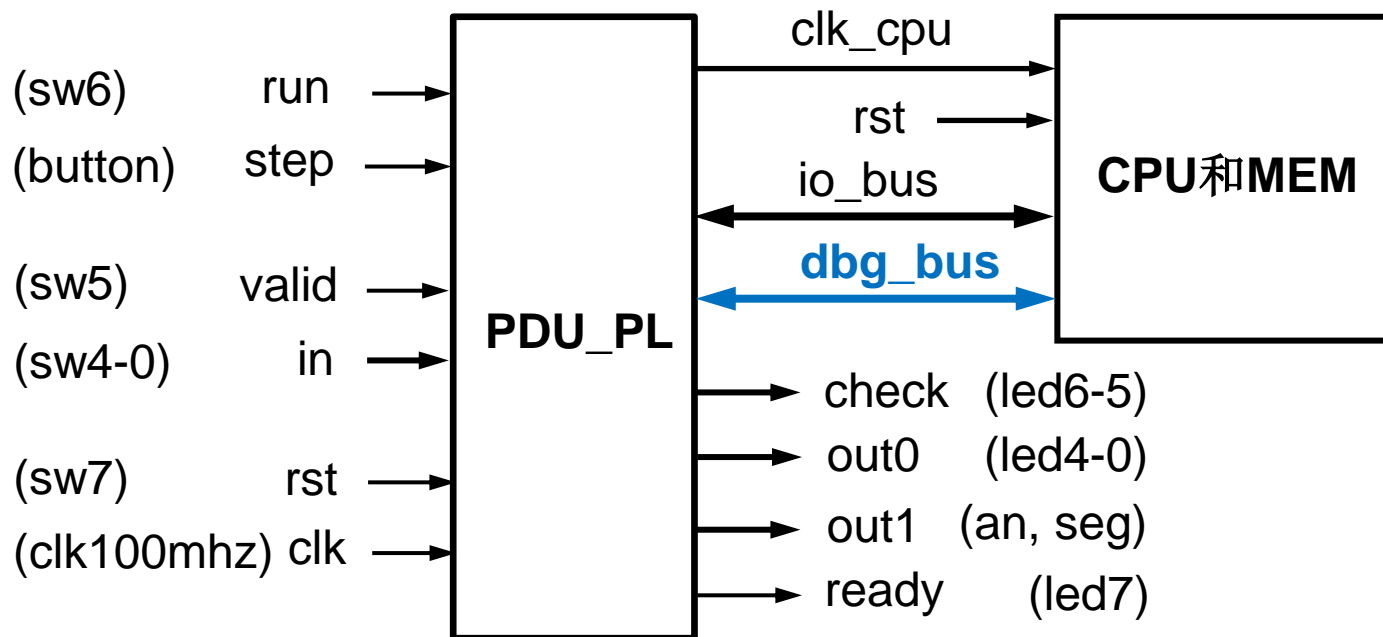 (sw6) run
(button) step
(sw5) valid
(sw4-0) in
(sw7) rst
(clk100mhz) clk
PDU_PL
clk_cpu
rst
io_bus
dbg_bus
CPU和MEM
check (led6-5)
out0 (led4-0)
out1 (an, seg)
ready (led7)